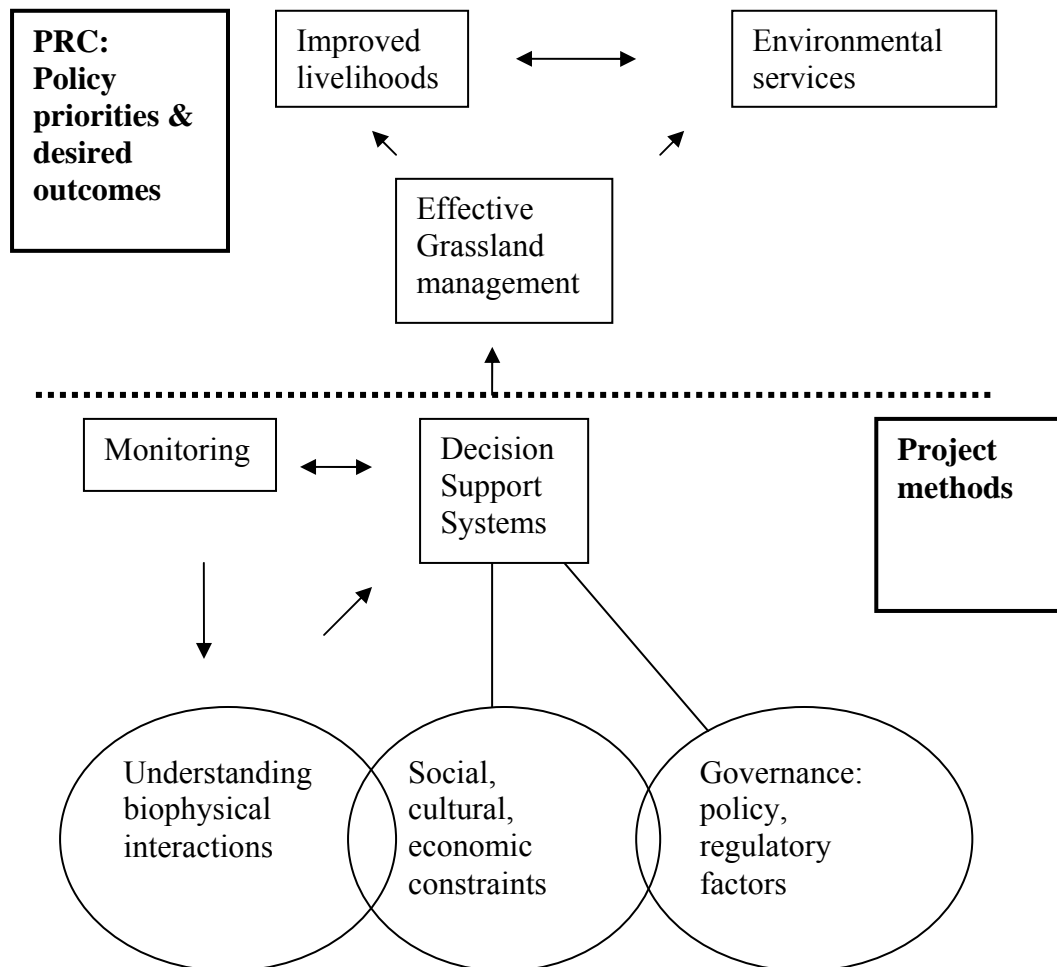 PRC:
Policy
priorities &
desired
outcomes
Improved
livelihoods
Environmental
services
Effective
Grassland
management
Monitoring
Decision
Support
Systems
Project
methods
Understanding
biophysical
interactions
Social,
cultural,
economic
constraints
Governance:
policy,
regulatory
factors